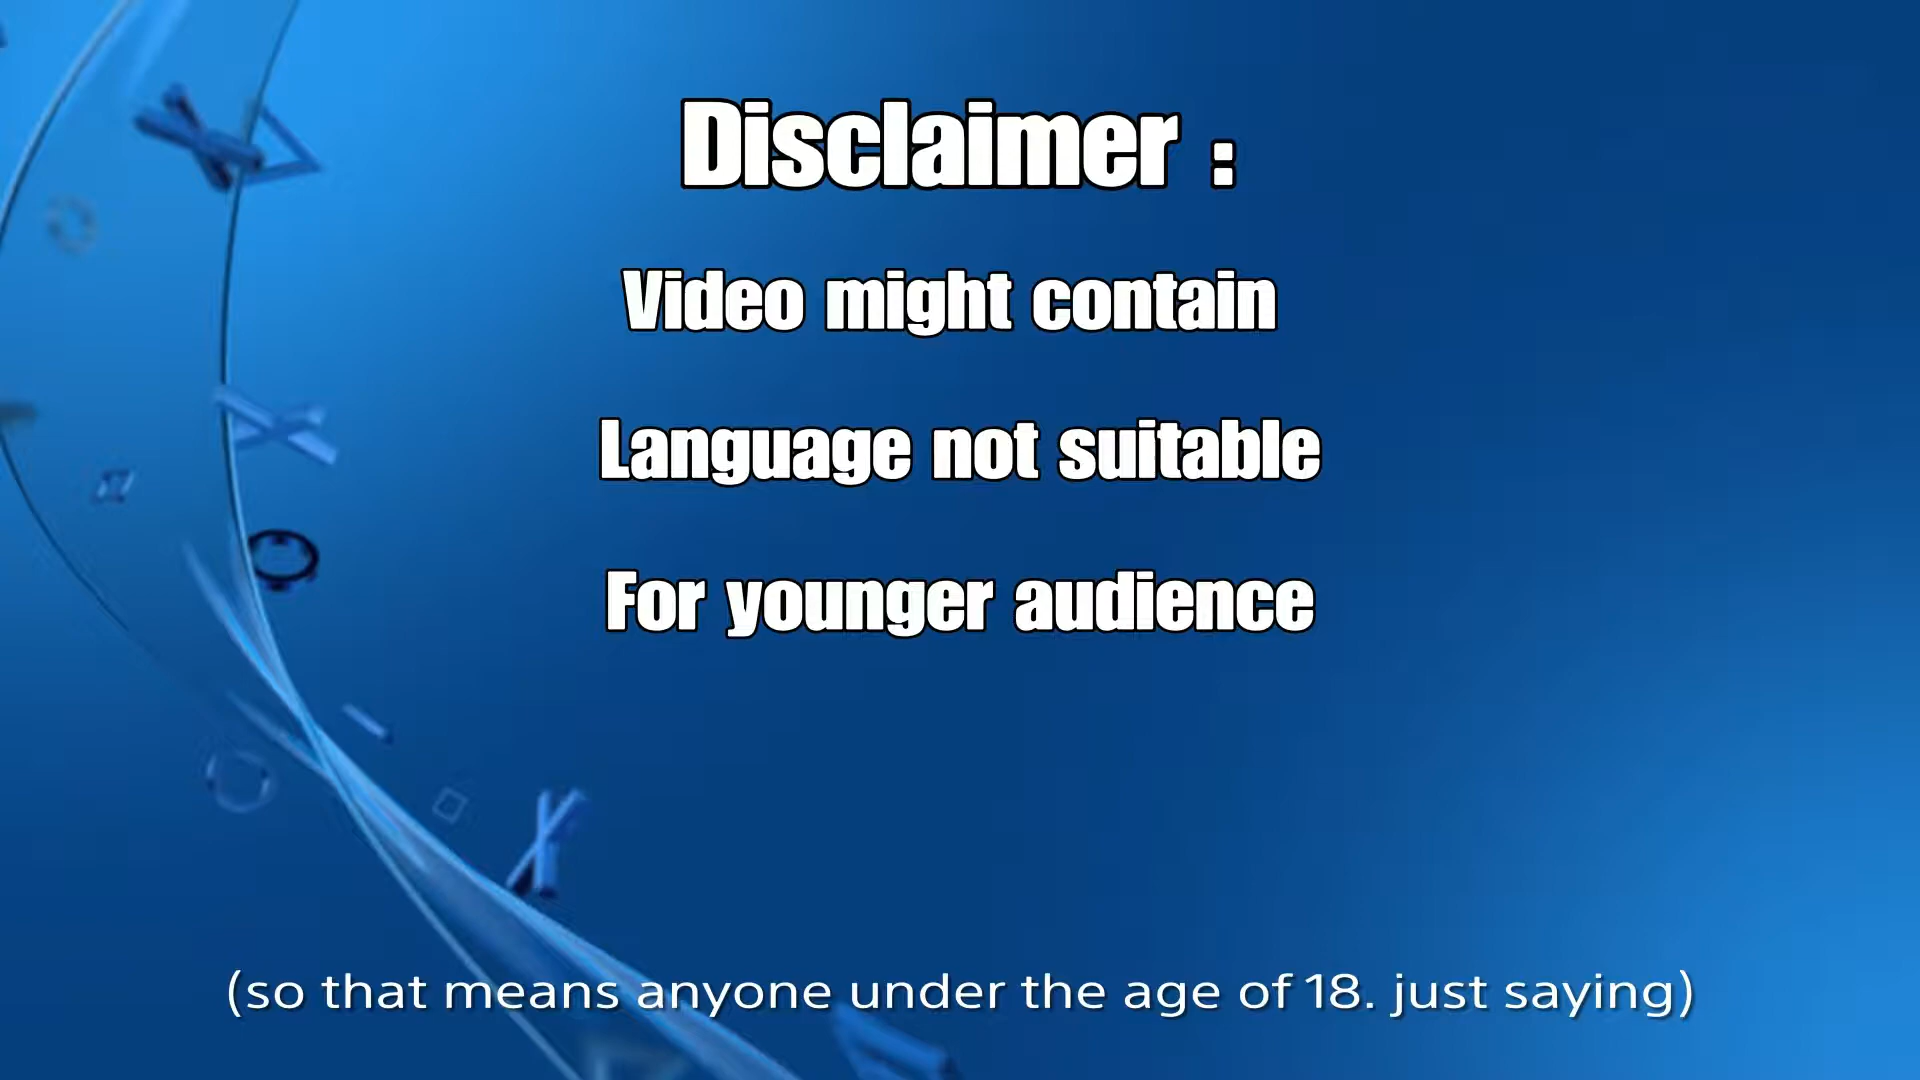 Disclaimer :
Video might contain
Language not suitable
For younger audience
(so that means anyone under the age of 18. just saying)